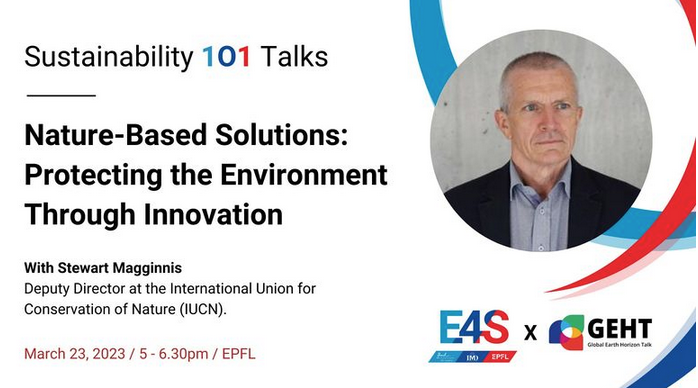 Sustainability 101 Talks
Nature-Based Solutions:
Protecting the Environment
Through Innovation
With Stewart Magginnis
Deputy Director at the International Union for
Conservation of Nature (IUCN).
March 23, 2023 / 5 - 6.30pm / EPFL
E4S X GEHT
Global Earth Horizon Talk
IMD EPFL